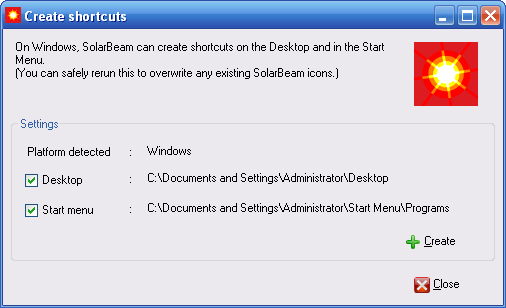 Create shortcuts
On Windows, SolarBeam can create shortcuts on the Desktop and in the Start
Menu.
(You can safely rerun this to overwrite any existing SolarBeam icons.)
Settings
Platform detected : Windows
Desktop : C:\Documents and Settings\Administrator\Desktop
Start menu : C:\Documents and Settings\Administrator\Start Menu\Programs
Create
Close